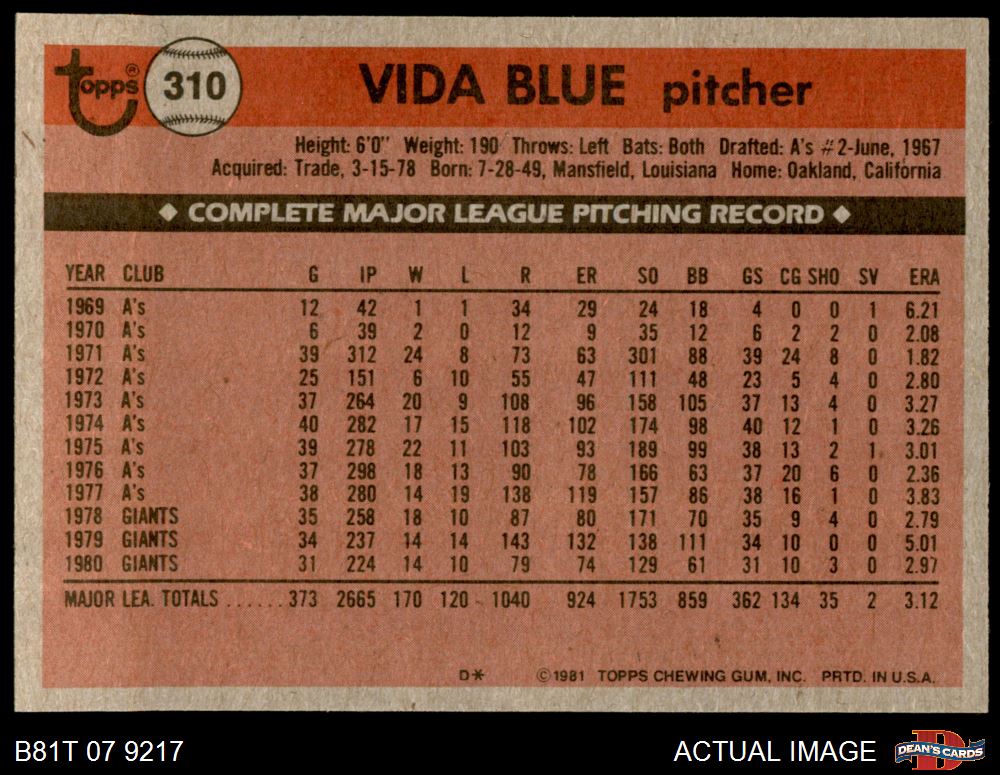 topps® 310 VIDA BLUE pitcher
Height: 6'0" Weight: 190 Throws: Left Bats: Both Drafted: A's #2-June, 1967
Acquired: Trade, 3-15-78 Born: 7-28-49, Mansfield, Louisiana Home: Oakland, California
◆ COMPLETE MAJOR LEAGUE PITCHING RECORD ◆
YEAR CLUB G IP W L R ER SO BB GS CG SHO SV ERA
1969 A's 12 42 1 1 34 29 24 18 4 0 0 1 6.21
1970 A's 6 39 2 0 12 9 35 12 6 2 2 0 2.08
1971 A's 39 312 24 8 73 63 301 88 39 24 8 0 1.82
1972 A's 25 151 6 10 55 47 111 48 23 5 4 0 2.80
1973 A's 37 264 20 9 108 96 158 105 37 13 4 0 3.27
1974 A's 40 282 17 15 118 102 174 98 40 12 1 0 3.26
1975 A's 39 278 22 11 103 93 189 99 38 13 2 1 3.01
1976 A's 37 298 18 13 90 78 166 63 37 20 6 0 2.36
1977 A's 38 280 14 19 138 119 157 86 38 16 1 0 3.83
1978 GIANTS 35 258 18 10 87 80 171 70 35 9 4 0 2.79
1979 GIANTS 34 237 14 14 143 132 138 111 34 10 0 0 5.01
1980 GIANTS 31 224 14 10 79 74 129 61 31 10 3 0 2.97
MAJOR LEA. TOTALS ......373 2665 170 120 1040 924 1753 859 362 134 35 2 3.12
D* ©1981 TOPPS CHEWING GUM, INC. PRTD. IN U.S.A.
B81T 07 9217 ACTUAL IMAGE DEAN'S CARDS